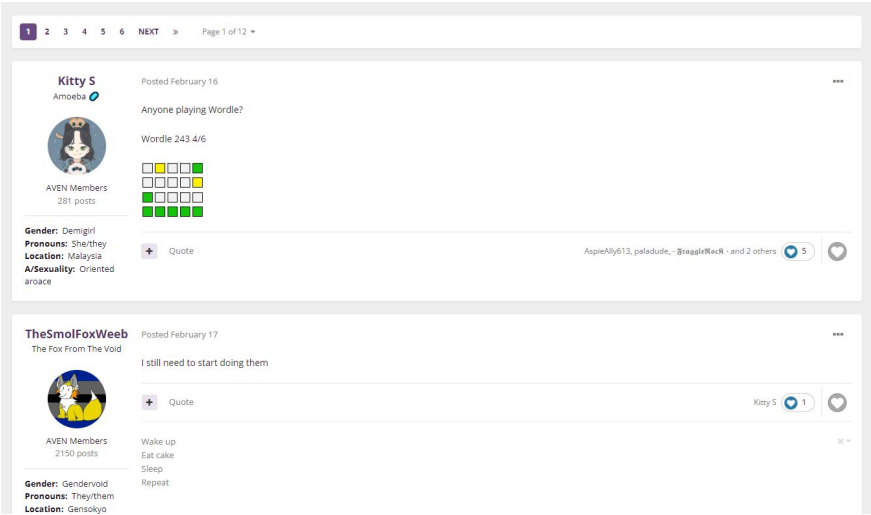 1 2 3 4 5 6 NEXT » Page 1 of 12
Kitty S
Amoeba
AVEN Members
281 posts
Gender: Demigirl
Pronouns: She/they
Location: Malaysia
A/Sexuality: Oriented
aroace
Posted February 16
Anyone playing Wordle?
Wordle 243 4/6
+ Quote
AspieAlly613, paladude, - 𝕱𝖗𝖆𝖌𝖌𝖑𝖊𝕽𝖔𝖈𝕶 - and 2 others 5
TheSmolFoxWeeb
The Fox From The Void
AVEN Members
2150 posts
Gender: Gendervoid
Pronouns: They/them
Location: Gensokyo
Posted February 17
I still need to start doing them
+ Quote
Kitty S 1
Wake up
Eat cake
Sleep
Repeat